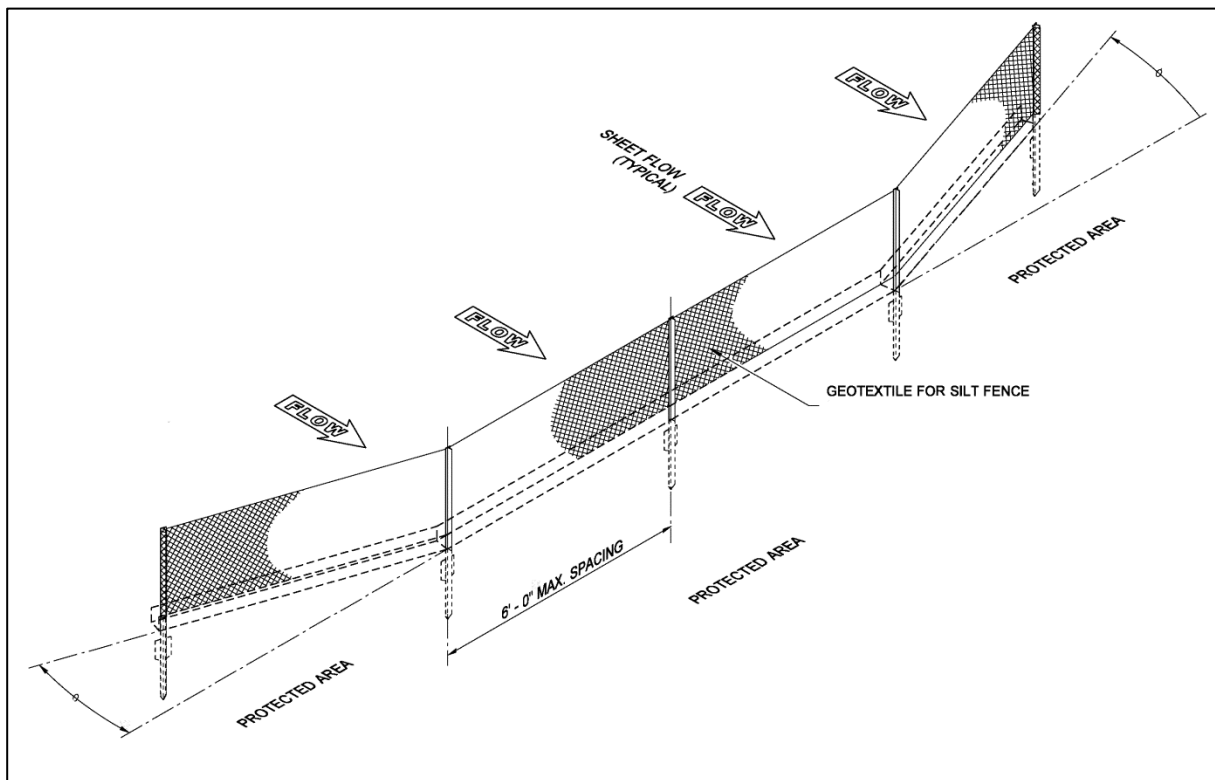 FLOW
SHEET FLOW
(TYPICAL)
FLOW
FLOW
FLOW
PROTECTED AREA
GEOTEXTILE FOR SILT FENCE
6' - 0" MAX. SPACING
PROTECTED AREA
PROTECTED AREA